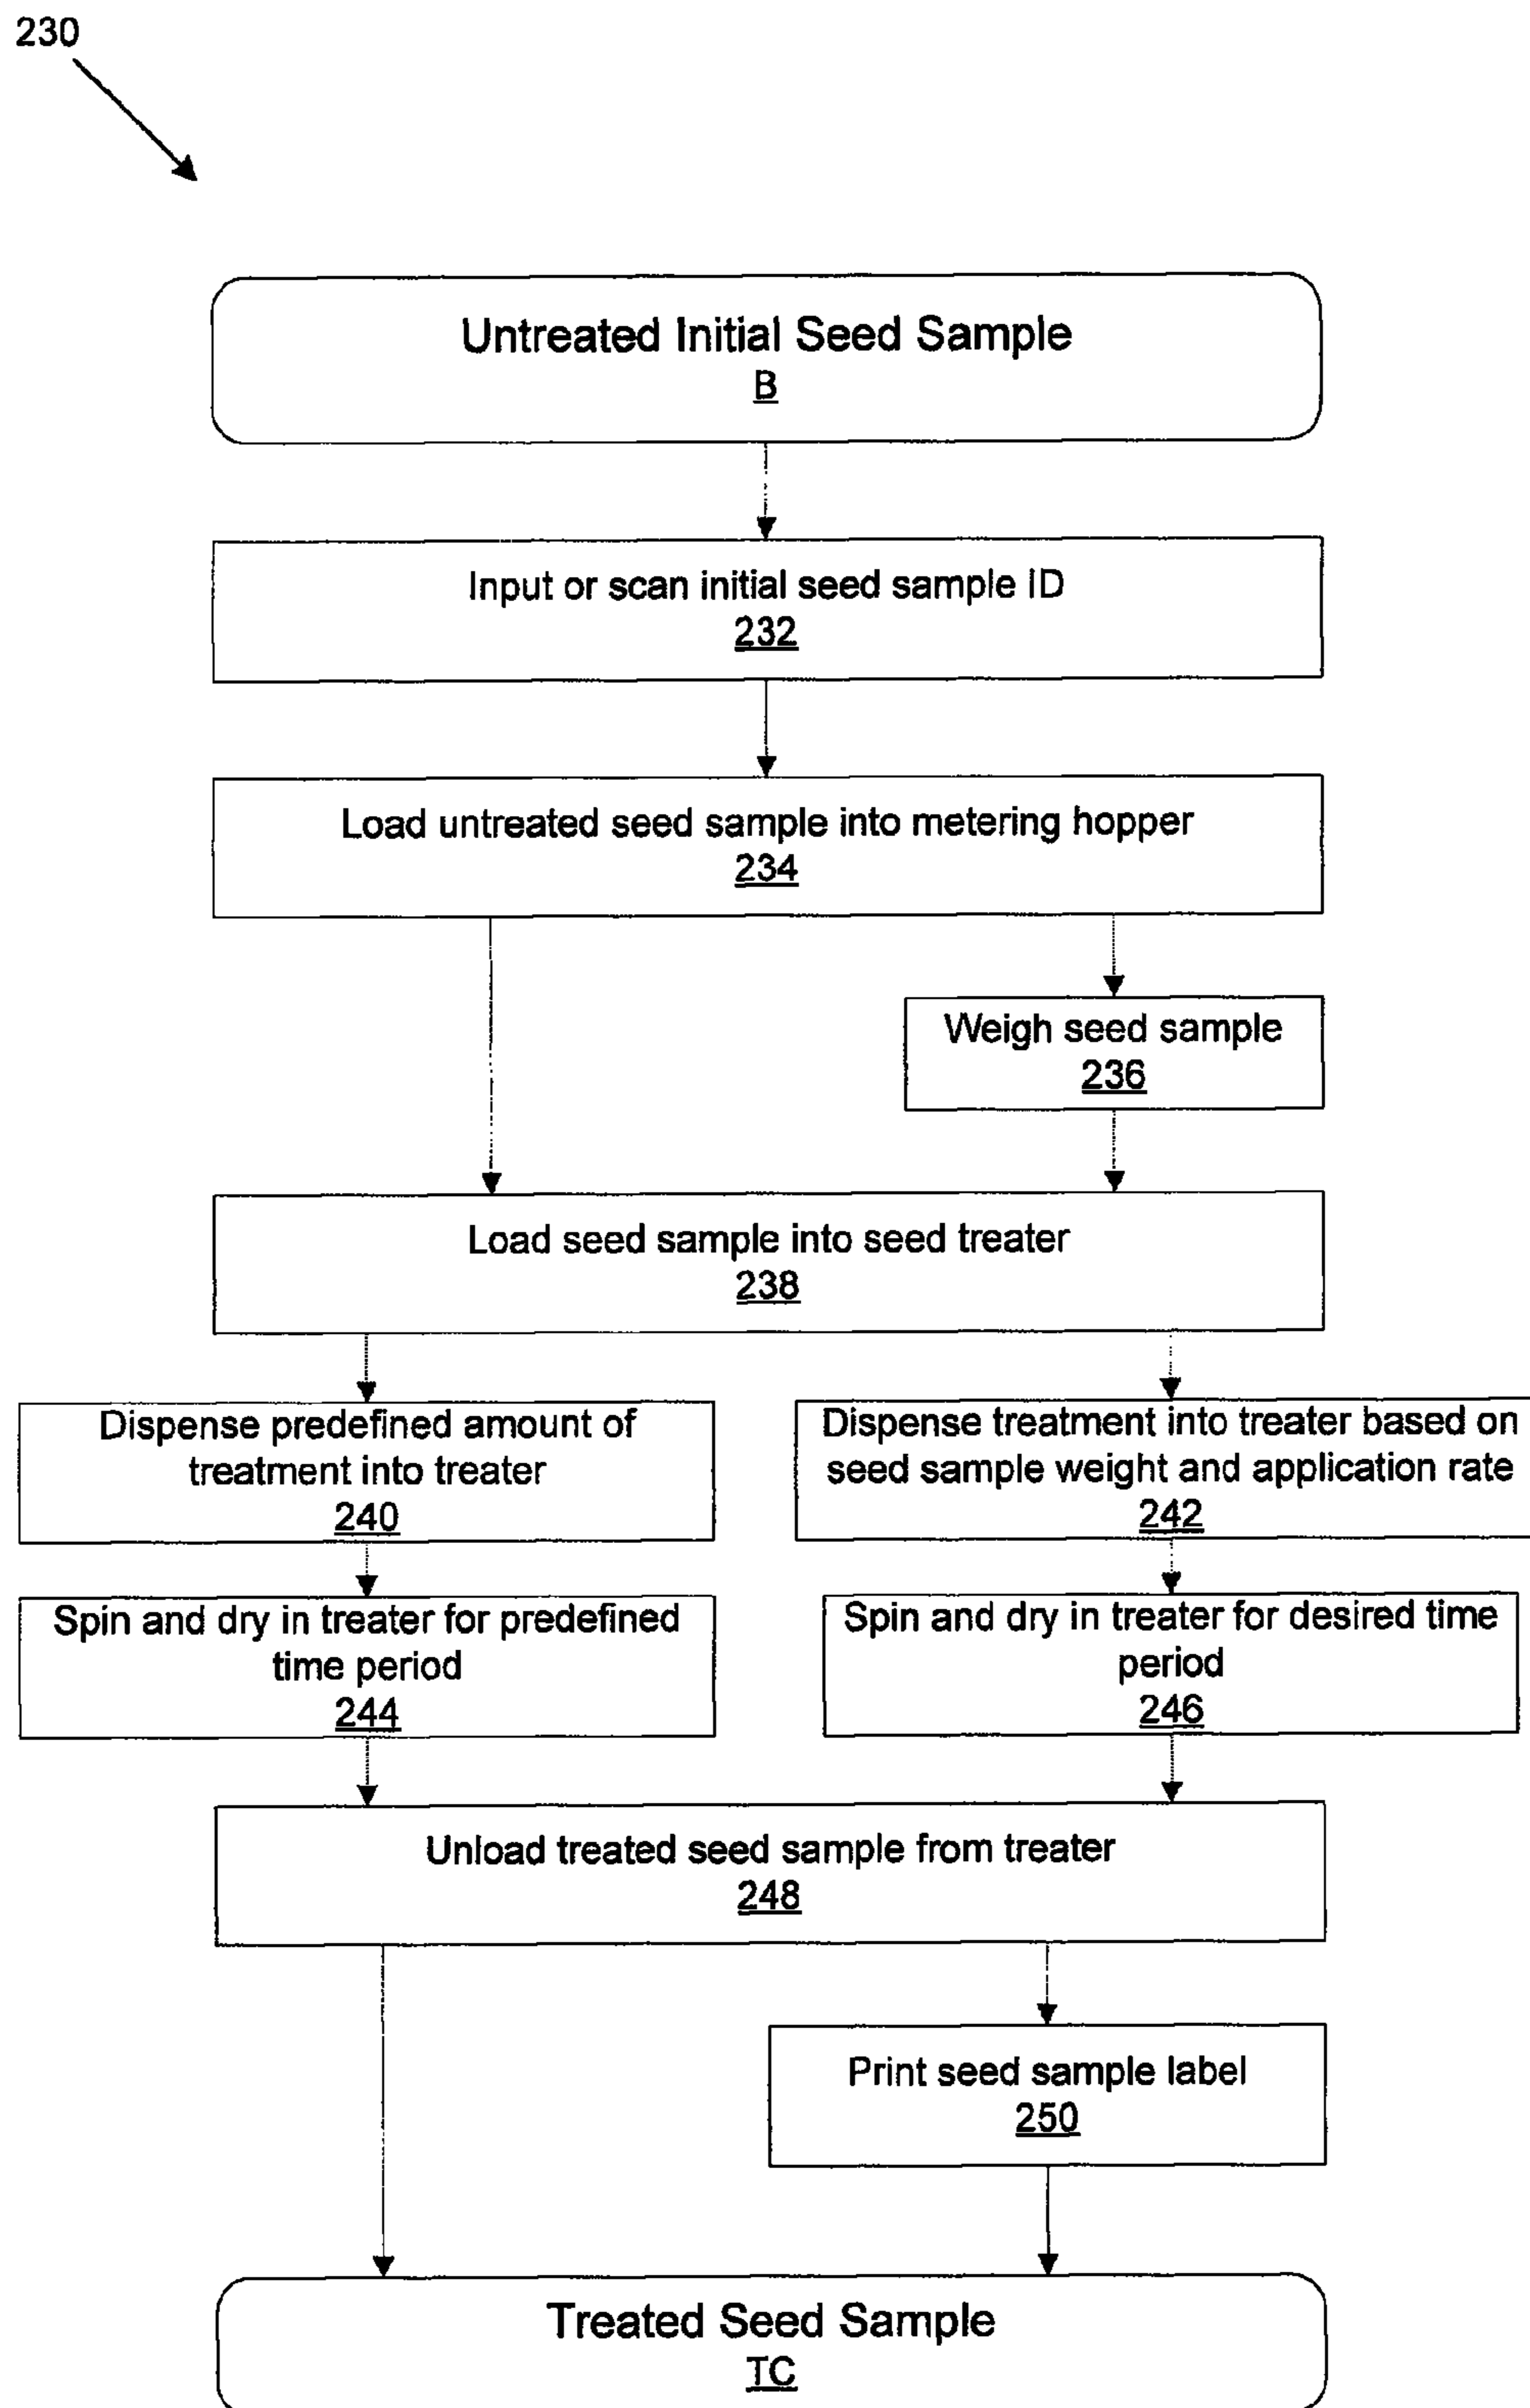 230
Untreated Initial Seed Sample
B
Input or scan initial seed sample ID
232
Load untreated seed sample into metering hopper
234
Weigh seed sample
236
Load seed sample into seed treater
238
Dispense predefined amount of
treatment into treater
240
Dispense treatment into treater based on
seed sample weight and application rate
242
Spin and dry in treater for predefined
time period
244
Spin and dry in treater for desired time
period
246
Unload treated seed sample from treater
248
Print seed sample label
250
Treated Seed Sample
TC